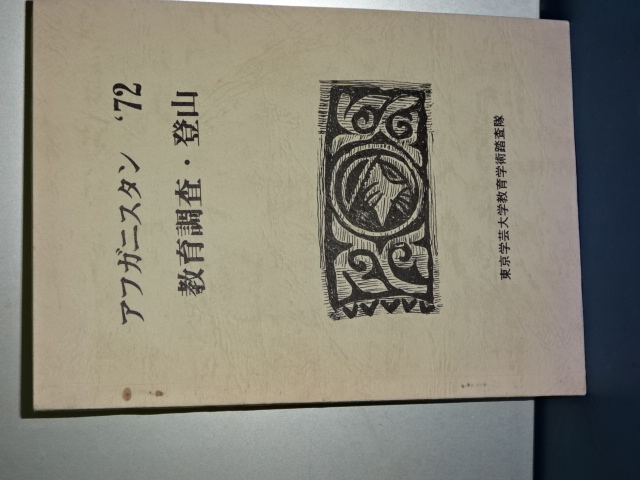 アフガニスタン '72
教育調査・登山
東京学芸大学教育学術踏査隊